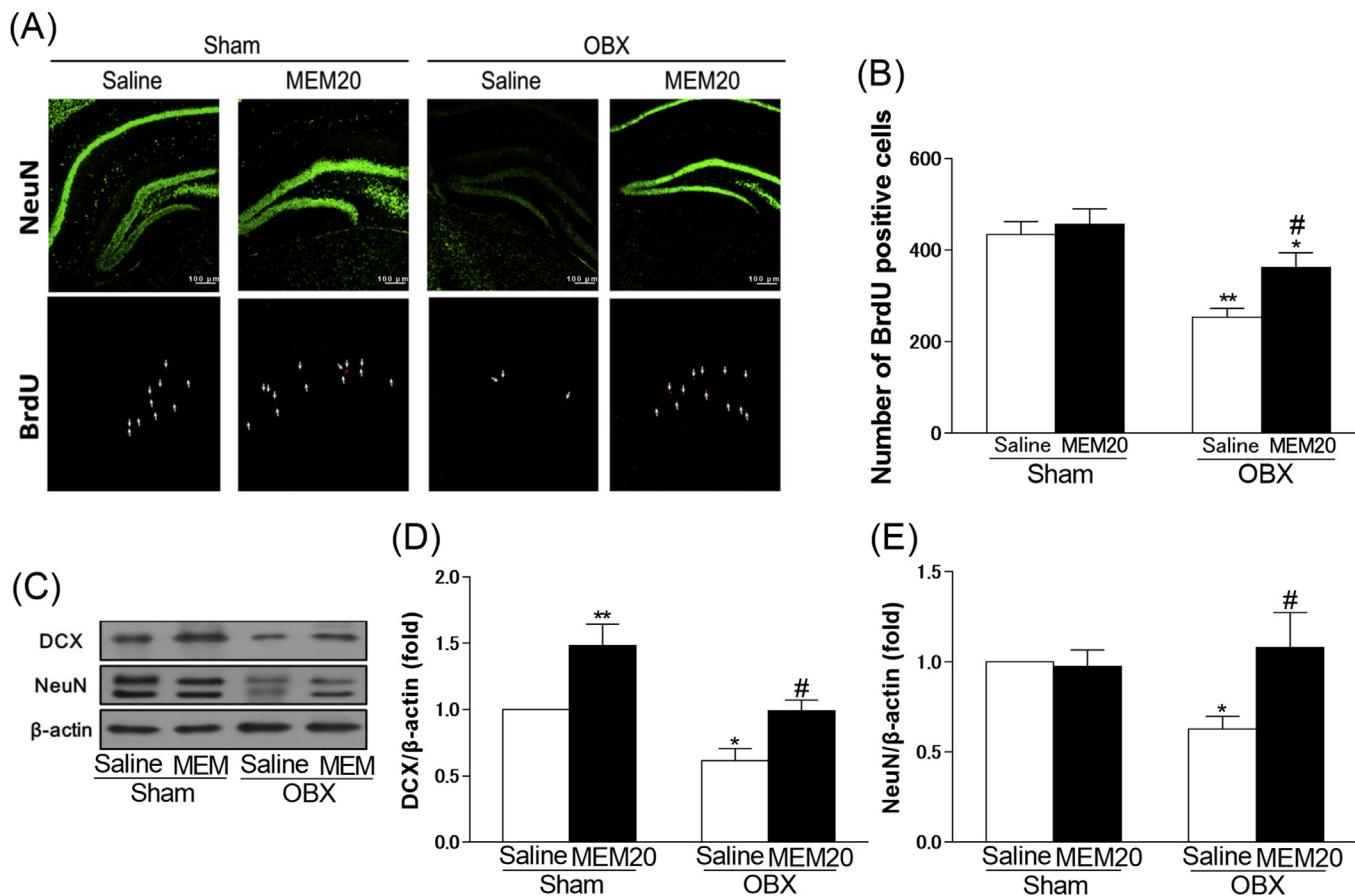 (A)
Sham OBX
Saline MEM20 Saline MEM20
NeuN
100 μm 100 μm 100 μm 100 μm
BrdU
(B)
Number of BrdU positive cells
600
400
200
0
#
** *
Saline MEM20 Saline MEM20
Sham OBX
(C)
DCX
NeuN
β-actin
Saline MEM Saline MEM
Sham OBX
(D)
DCX/β-actin (fold)
2.0
1.5
1.0
0.5
0.0
**
* #
Saline MEM20 Saline MEM20
Sham OBX
(E)
NeuN/β-actin (fold)
1.5
1.0
0.5
0.0
* #
Saline MEM20 Saline MEM20
Sham OBX